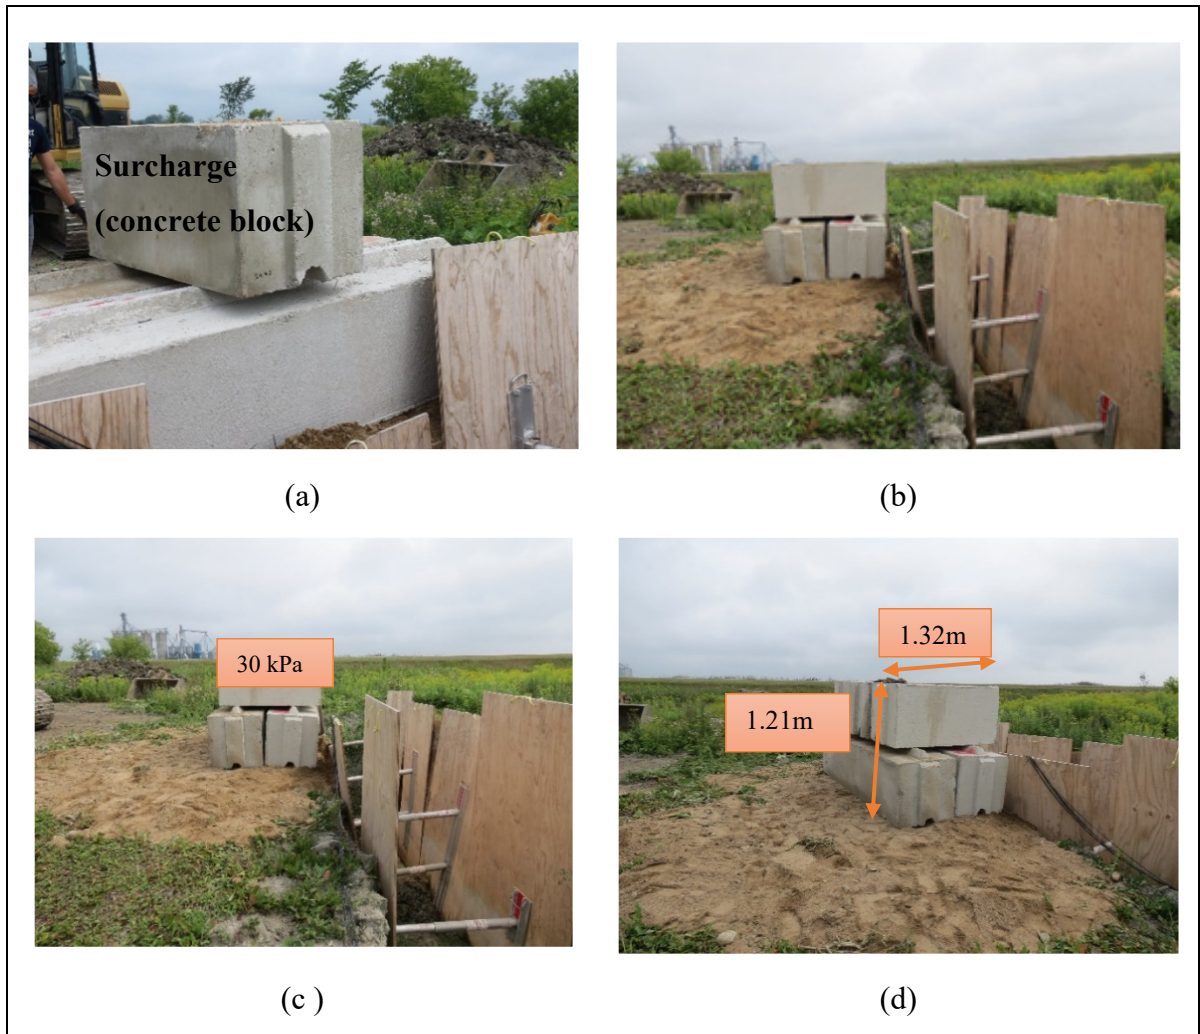 Surcharge
(concrete block)
(a)
(b)
30 kPa
(c )
1.32m
1.21m
(d)